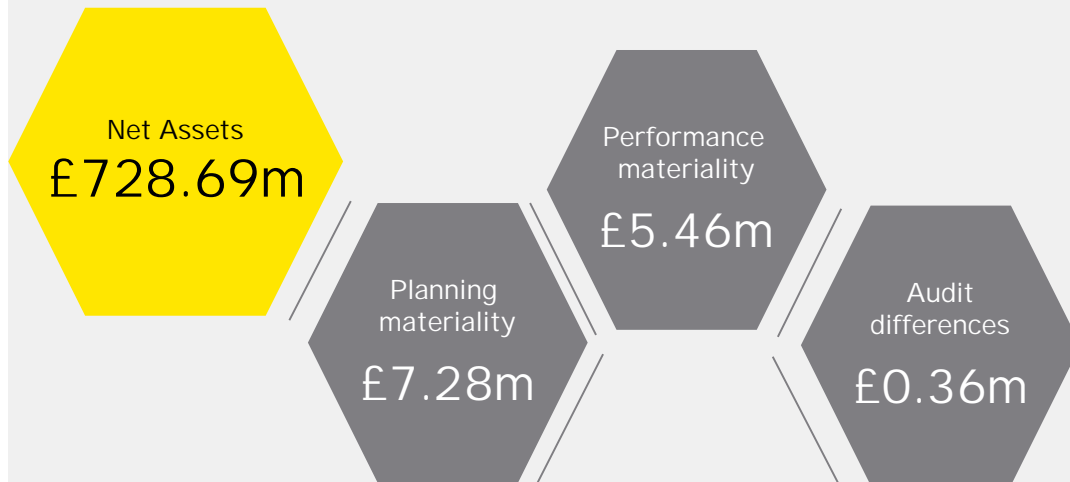 Net Assets
£728.69m
Planning
materiality
£7.28m
Performance
materiality
£5.46m
Audit
differences
£0.36m